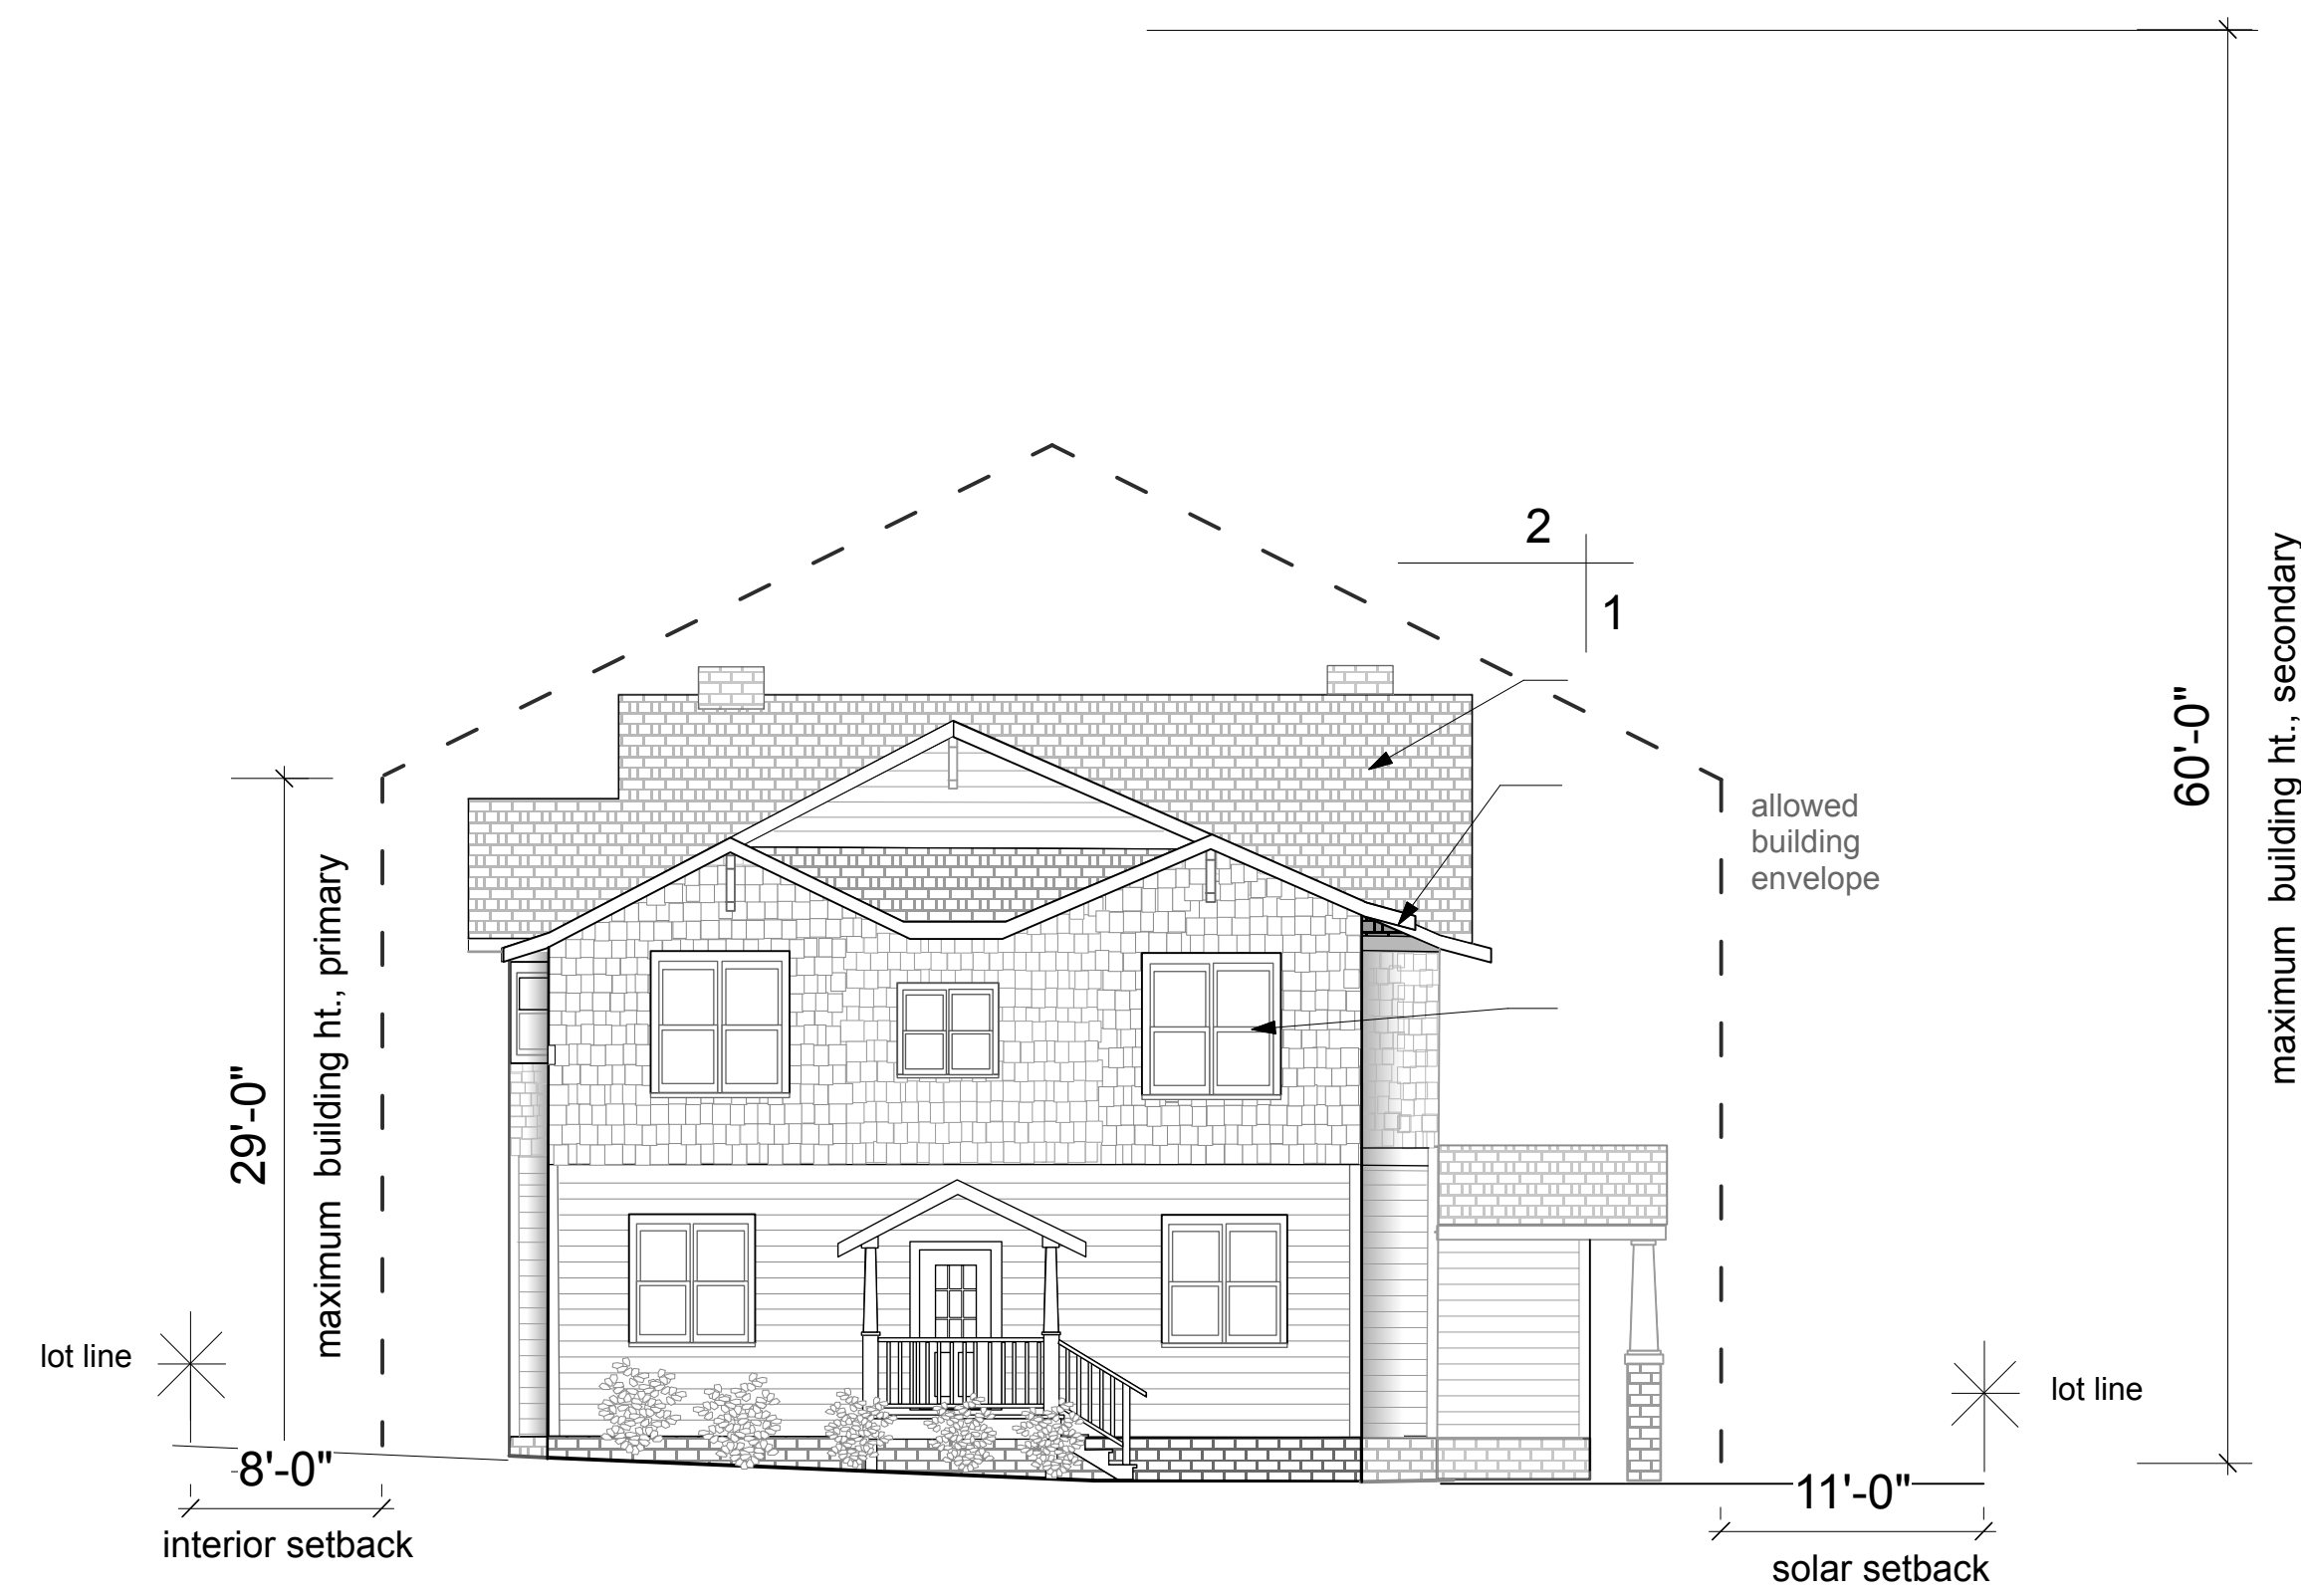 2
1
60'-0"
maximum building ht., secondary
allowed
building
envelope
29'-0"
maximum building ht., primary
lot line
lot line
8'-0"
11'-0"
interior setback
solar setback